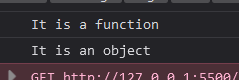 It is a function
It is an object
GET http://127.0.0.1:5500/